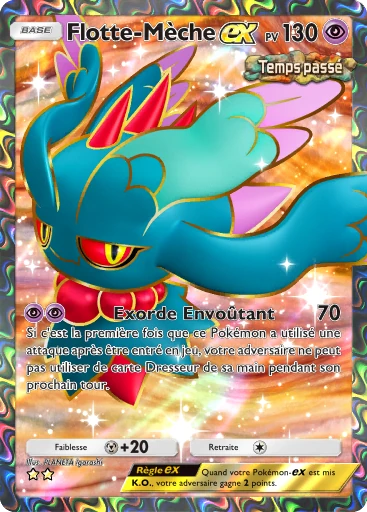 BASE Flotte-Mèche ex PV 130
Temps passé
Exorde Envoûtant 70
Si c'est la première fois que ce Pokémon a utilisé une
attaque après être entré en jeu, votre adversaire ne peut
pas utiliser de carte Dresseur de sa main pendant son
prochain tour.
Faiblesse +20 Retraite
Illus. PLANETA Igarashi
Règle ex Quand votre Pokémon-ex est mis
K.O., votre adversaire gagne 2 points.